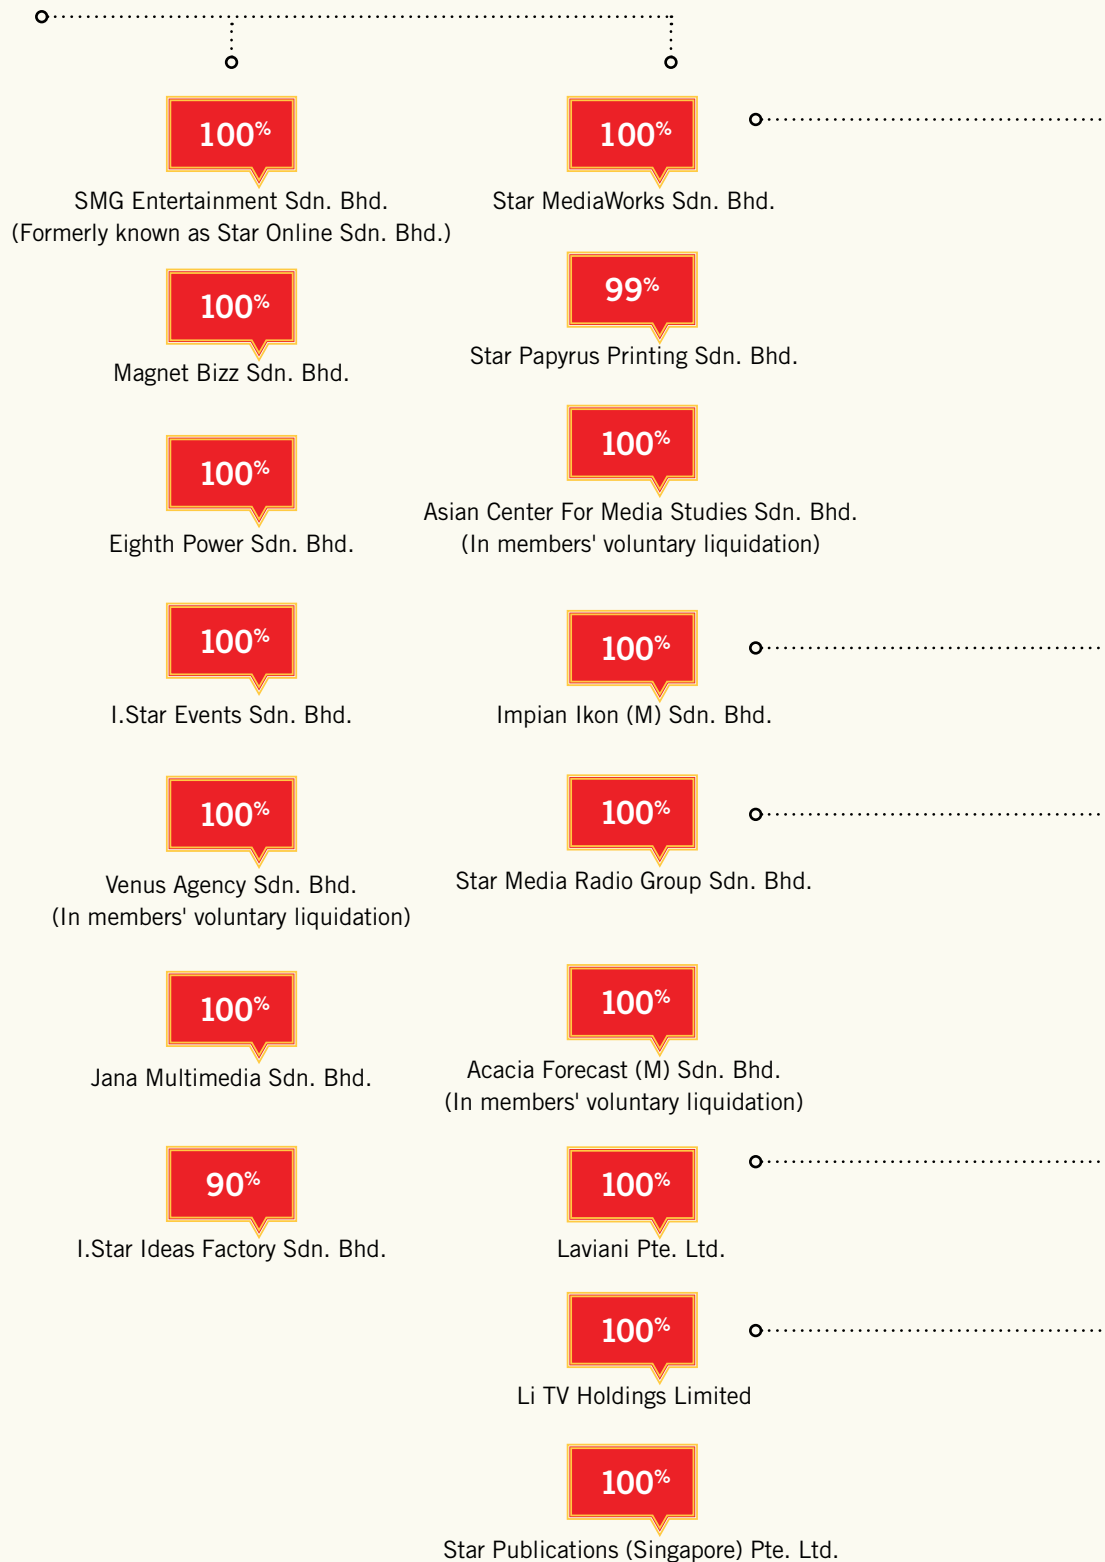 100%
SMG Entertainment Sdn. Bhd.
(Formerly known as Star Online Sdn. Bhd.)
100%
Magnet Bizz Sdn. Bhd.
100%
Eighth Power Sdn. Bhd.
100%
I.Star Events Sdn. Bhd.
100%
Venus Agency Sdn. Bhd.
(In members' voluntary liquidation)
100%
Jana Multimedia Sdn. Bhd.
90%
I.Star Ideas Factory Sdn. Bhd.
100%
Star MediaWorks Sdn. Bhd.
99%
Star Papyrus Printing Sdn. Bhd.
100%
Asian Center For Media Studies Sdn. Bhd.
(In members' voluntary liquidation)
100%
Impian Ikon (M) Sdn. Bhd.
100%
Star Media Radio Group Sdn. Bhd.
100%
Acacia Forecast (M) Sdn. Bhd.
(In members' voluntary liquidation)
100%
Laviani Pte. Ltd.
100%
Li TV Holdings Limited
100%
Star Publications (Singapore) Pte. Ltd.